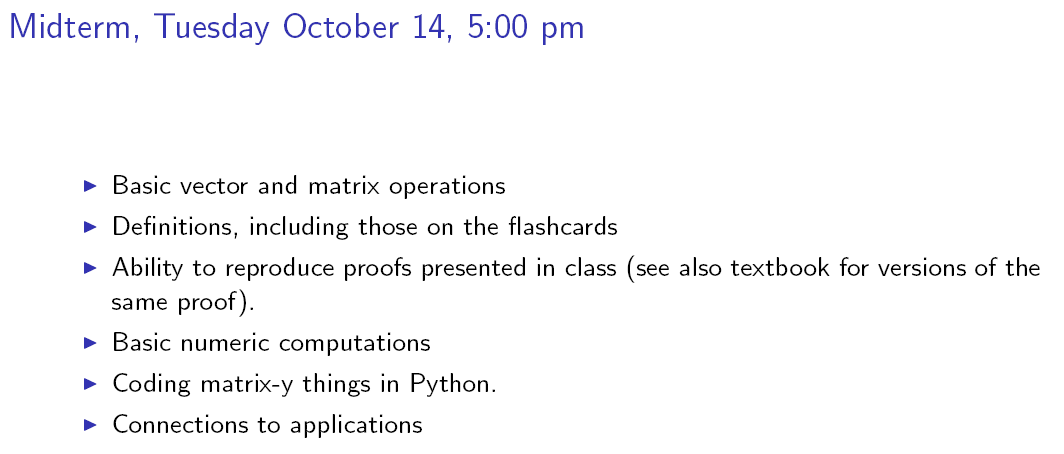 Midterm, Tuesday October 14, 5:00 pm
▶ Basic vector and matrix operations
▶ Definitions, including those on the flashcards
▶ Ability to reproduce proofs presented in class (see also textbook for versions of the
same proof).
▶ Basic numeric computations
▶ Coding matrix-y things in Python.
▶ Connections to applications